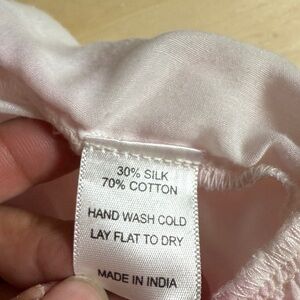 30% SILK
70% COTTON
HAND WASH COLD
LAY FLAT TO DRY
MADE IN INDIA